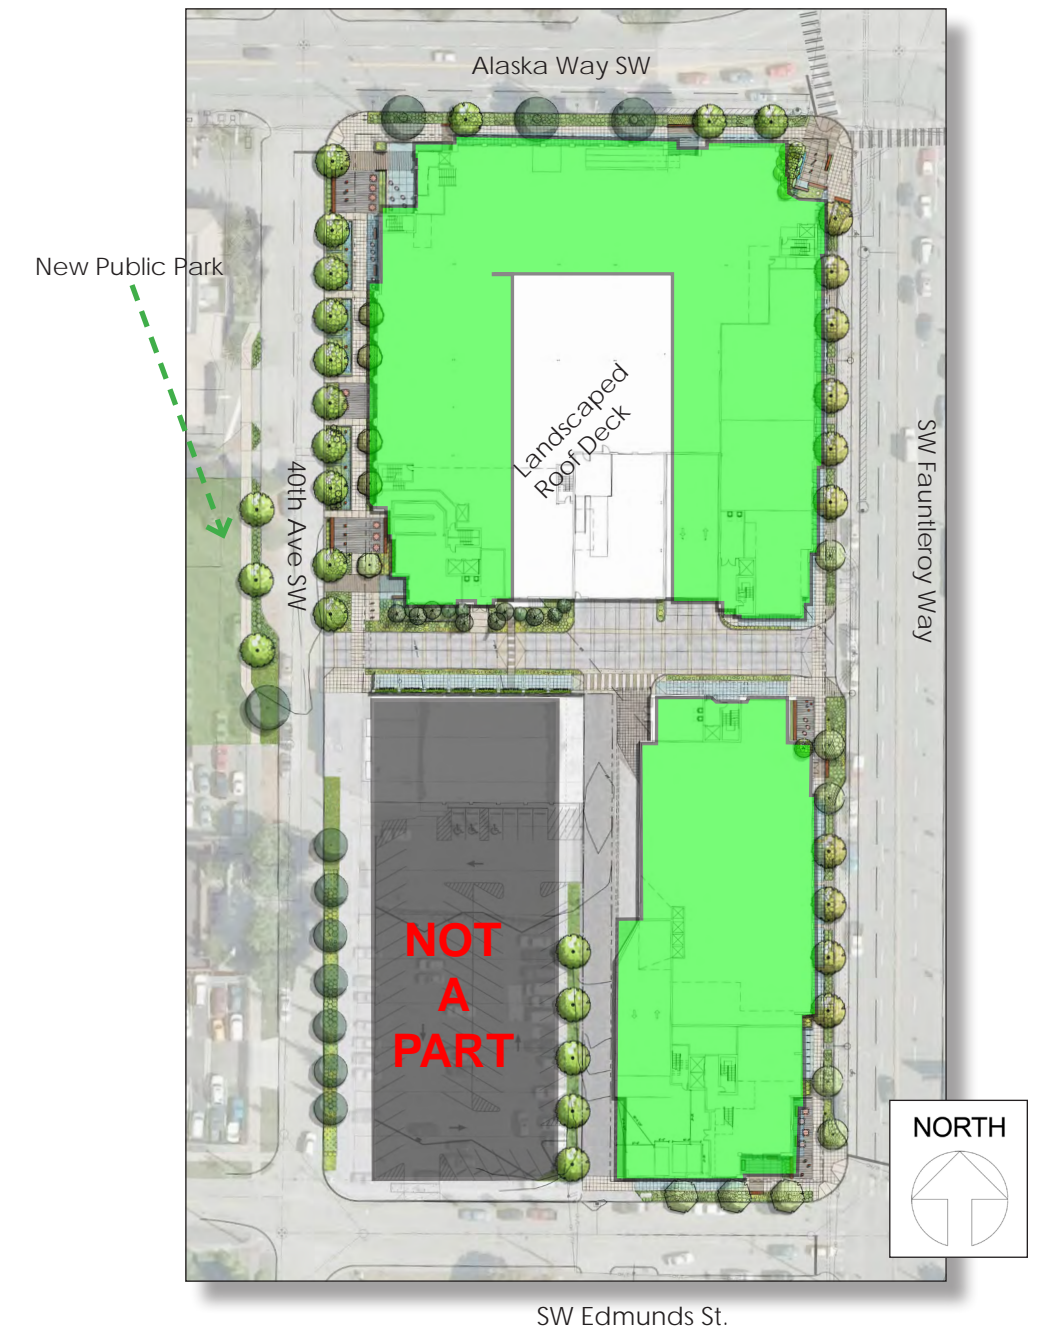 Alaska Way SW
New Public Park
Landscaped
Roof Deck
40th Ave SW
SW Fauntleroy Way
NOT
A
PART
NORTH
SW Edmunds St.